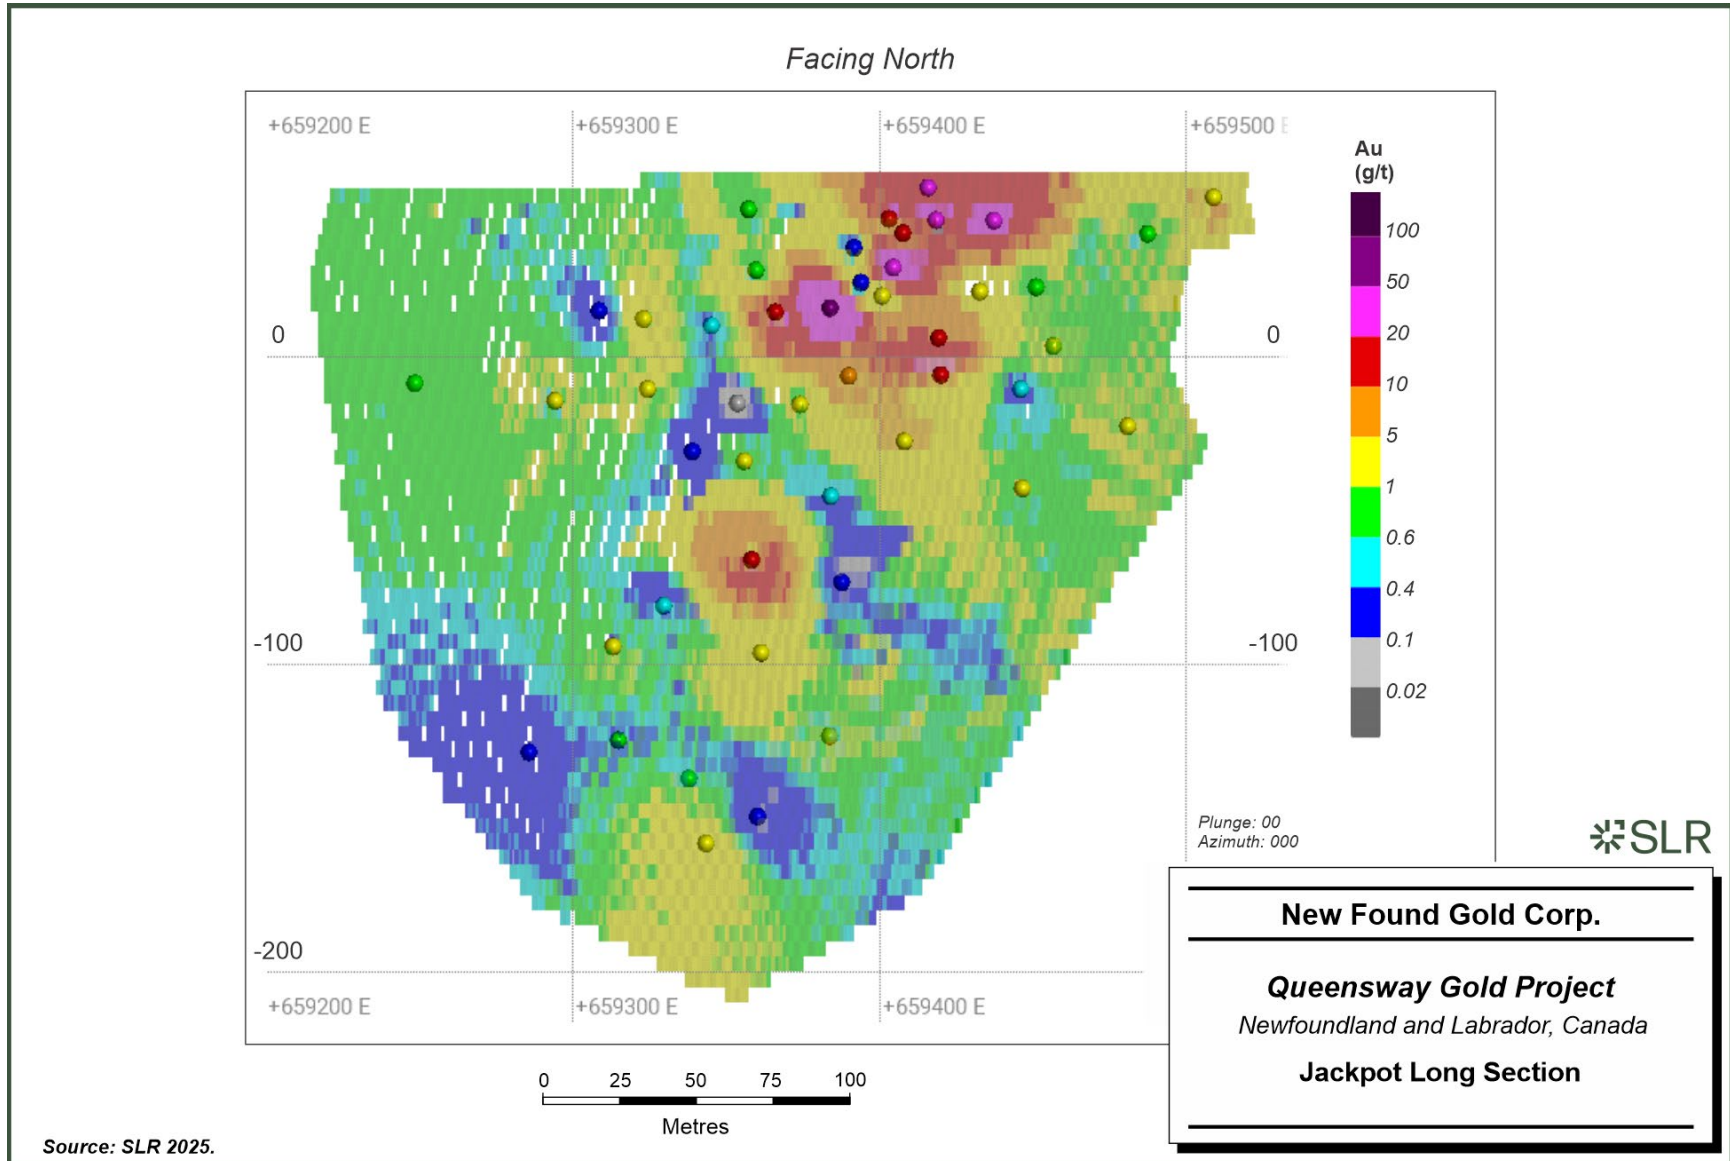 Facing North
+659200 E
+659300 E
+659400 E
+659500 E
Au
(g/t)
100
50
20
10
5
1
0.6
0.4
0.1
0.02
0
0
-100
-100
-200
+659200 E
+659300 E
+659400 E
Plunge: 00
Azimuth: 000
SLR
New Found Gold Corp.
Queensway Gold Project
Newfoundland and Labrador, Canada
Jackpot Long Section
0 25 50 75 100
Metres
Source: SLR 2025.